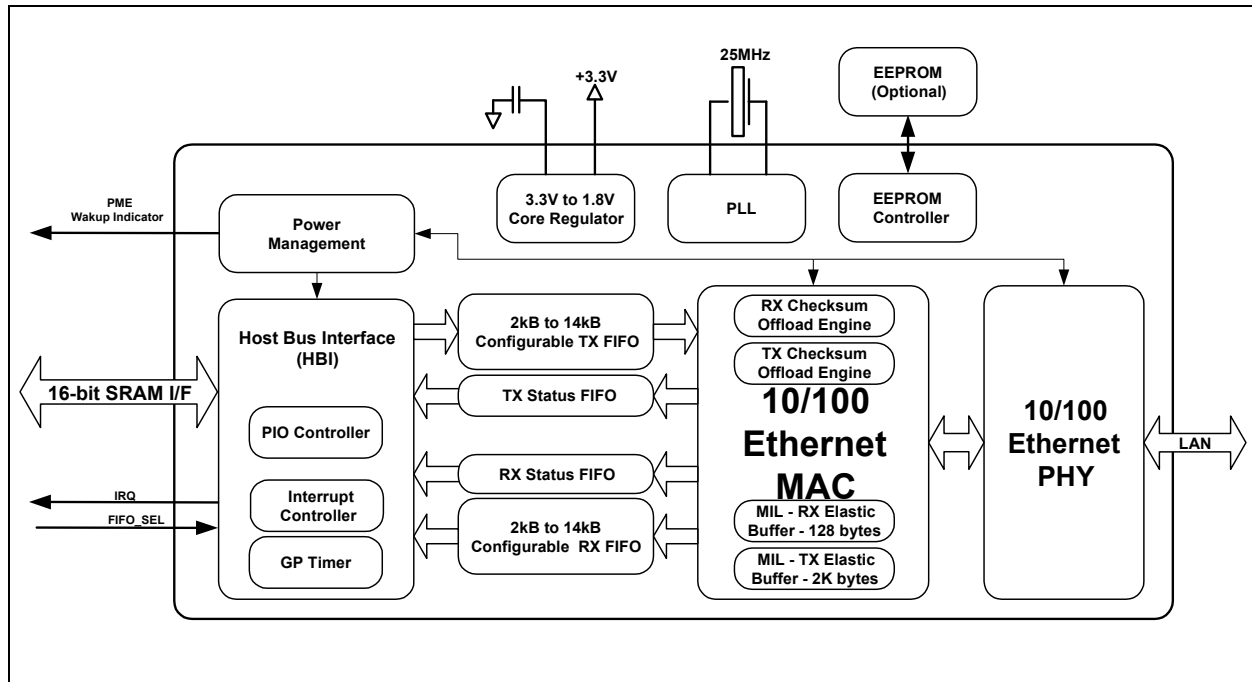 25MHz
+3.3V
EEPROM
(Optional)
PME
Wakup Indicator
Power
Management
3.3V to 1.8V
Core Regulator
PLL
EEPROM
Controller
Host Bus Interface
(HBI)
2kB to 14kB
Configurable TX FIFO
RX Checksum
Offload Engine
TX Checksum
Offload Engine
16-bit SRAM I/F
TX Status FIFO
PIO Controller
10/100
Ethernet
MAC
10/100
Ethernet
PHY
LAN
RX Status FIFO
IRQ
FIFO_SEL
Interrupt
Controller
GP Timer
2kB to 14kB
Configurable RX FIFO
MIL - RX Elastic
Buffer - 128 bytes
MIL - TX Elastic
Buffer - 2K bytes